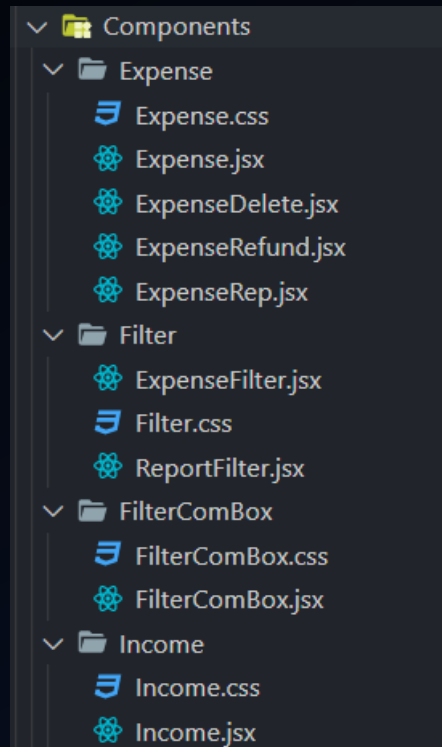 Components
Expense
Expense.css
Expense.jsx
ExpenseDelete.jsx
ExpenseRefund.jsx
ExpenseRep.jsx
Filter
ExpenseFilter.jsx
Filter.css
ReportFilter.jsx
FilterComBox
FilterComBox.css
FilterComBox.jsx
Income
Income.css
Income.jsx